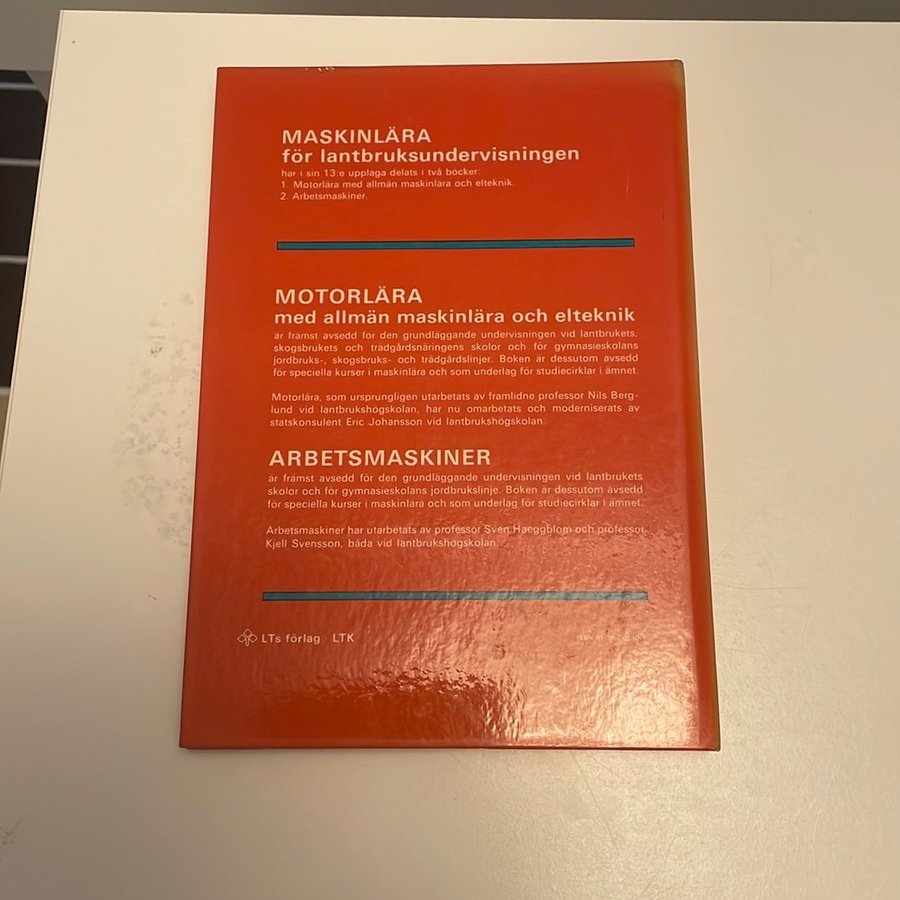 MASKINLÄRA
för lantbruksundervisningen
har i sin 13:e upplaga delats i två böcker:
1. Motorlära med allmän maskinlära och elteknik.
2. Arbetsmaskiner.
MOTORLÄRA
med allmän maskinlära och elteknik
är främst avsedd för den grundläggande undervisningen vid lantbrukets,
skogsbrukets och trädgårdsnäringens skolor och för gymnasieskolans
jordbruks-, skogsbruks- och trädgårdslinjer. Boken är dessutom avsedd
för speciella kurser i maskinlära och som underlag för studiecirklar i ämnet.
Motorlära, som ursprungligen utarbetats av framlidne professor Nils Berg-
lund vid lantbrukshögskolan, har nu omarbetats och moderniserats av
statskonsulent Eric Johansson vid lantbrukshögskolan.
ARBETSMASKINER
är främst avsedd för den grundläggande undervisningen vid lantbrukets
skolor och för gymnasieskolans jordbrukslinje. Boken är dessutom avsedd
för speciella kurser i maskinlära och som underlag för studiecirklar i ämnet.
Arbetsmaskiner har utarbetats av professor Sven Haeggblom och professor
Kjell Svensson, båda vid lantbrukshögskolan.
LTs förlag LTK
ISBN